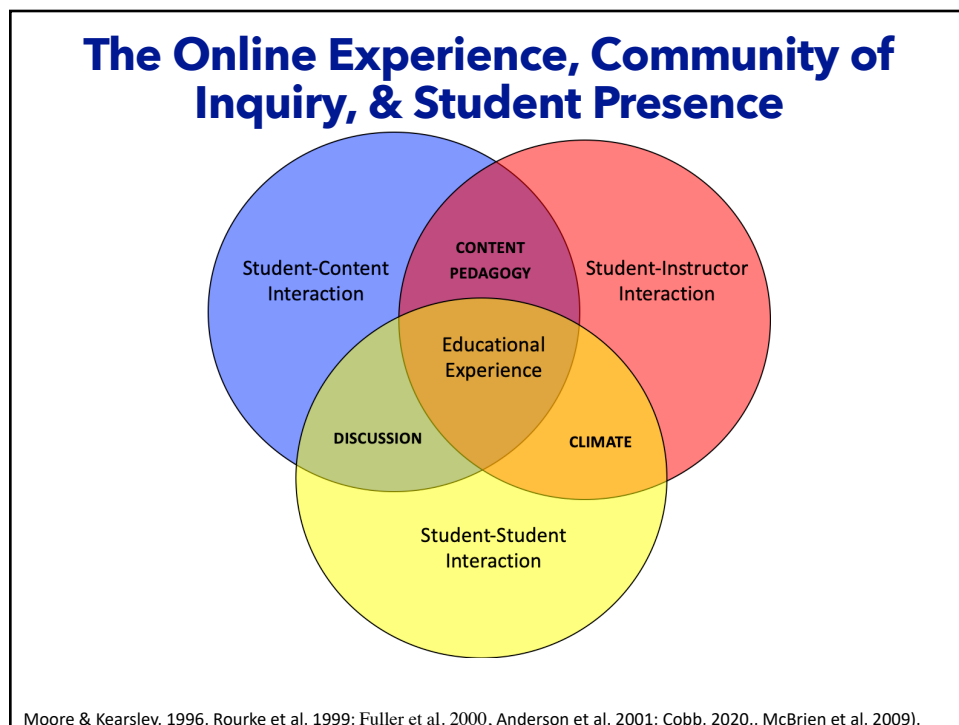 The Online Experience, Community of
Inquiry, & Student Presence
CONTENT
PEDAGOGY
Student-Content
Interaction
Student-Instructor
Interaction
Educational
Experience
DISCUSSION
CLIMATE
Student-Student
Interaction
Moore & Kearsley, 1996, Rourke et al. 1999; Fuller et al. 2000, Anderson et al. 2001; Cobb, 2020,, McBrien et al. 2009).